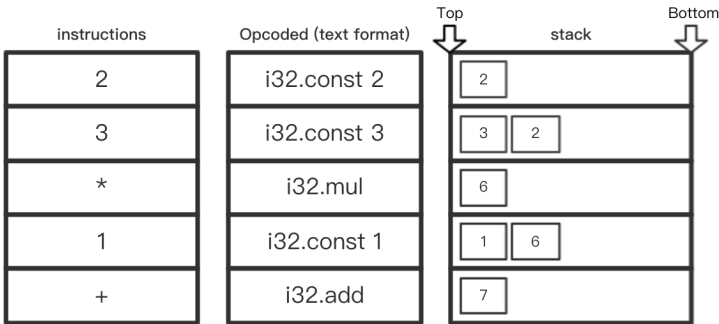 Top Bottom
instructions Opcoded (text format) stack
2 i32.const 2 2
3 i32.const 3 3 2
* i32.mul 6
1 i32.const 1 1 6
+ i32.add 7